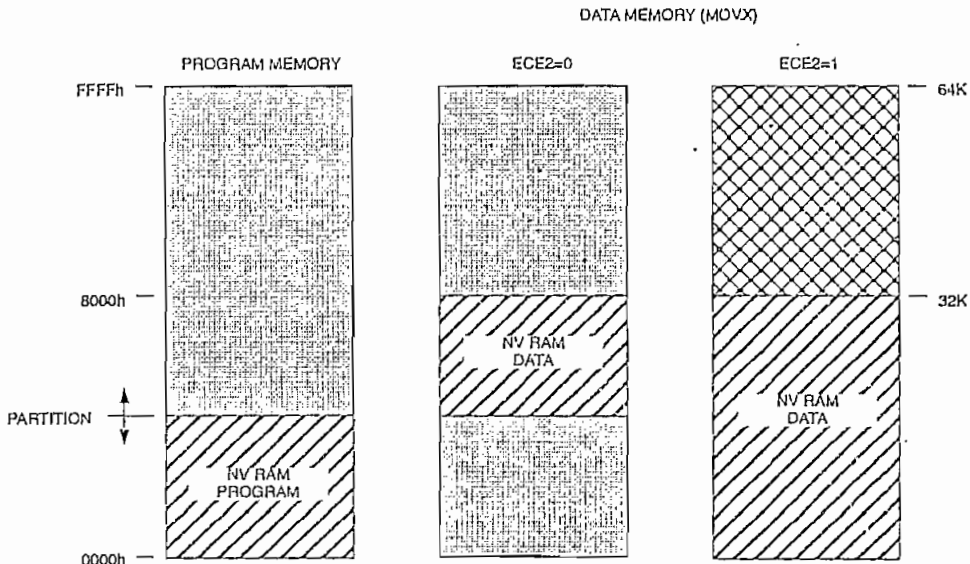 DATA MEMORY (MOVX)
PROGRAM MEMORY
ECE2=0
ECE2=1
FFFFh
64K
8000h
32K
NV RAM
DATA
NV RAM
DATA
PARTITION
NV RAM
PROGRAM
0000h